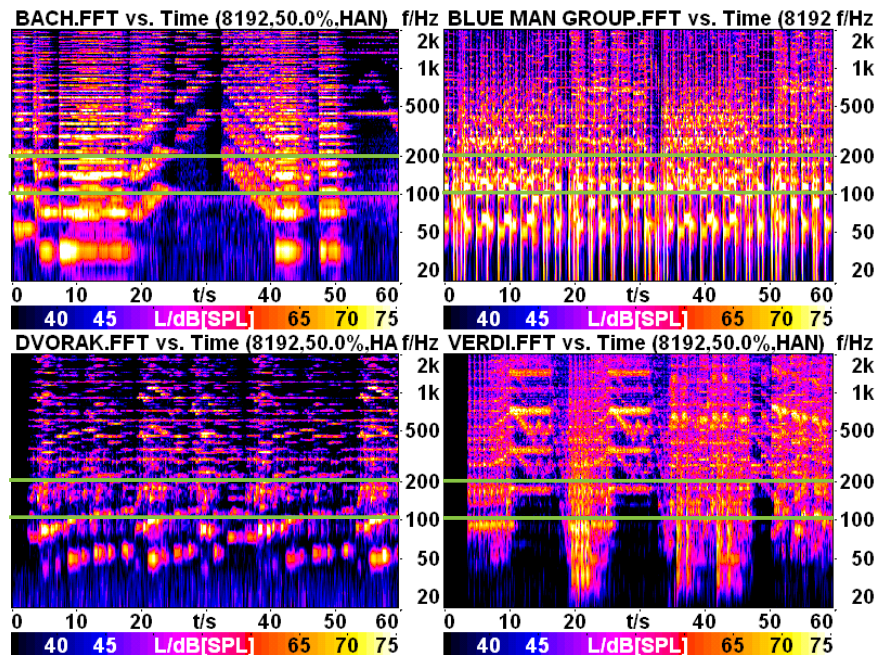 BACH.FFT vs. Time (8192,50.0%,HAN) f/Hz
2k
1k
500
200
100
50
20
0 10 20 t/s 40 50 60
40 45 L/dB[SPL] 65 70 75
BLUE MAN GROUP.FFT vs. Time (8192 f/Hz
2k
1k
500
200
100
50
20
0 10 20 t/s 40 50 60
40 45 L/dB[SPL] 65 70 75
DVORAK.FFT vs. Time (8192,50.0%,HA f/Hz
2k
1k
500
200
100
50
20
0 10 20 t/s 40 50 60
40 45 L/dB[SPL] 65 70 75
VERDI.FFT vs. Time (8192,50.0%,HAN) f/Hz
2k
1k
500
200
100
50
20
0 10 20 t/s 40 50 60
40 45 L/dB[SPL] 65 70 75